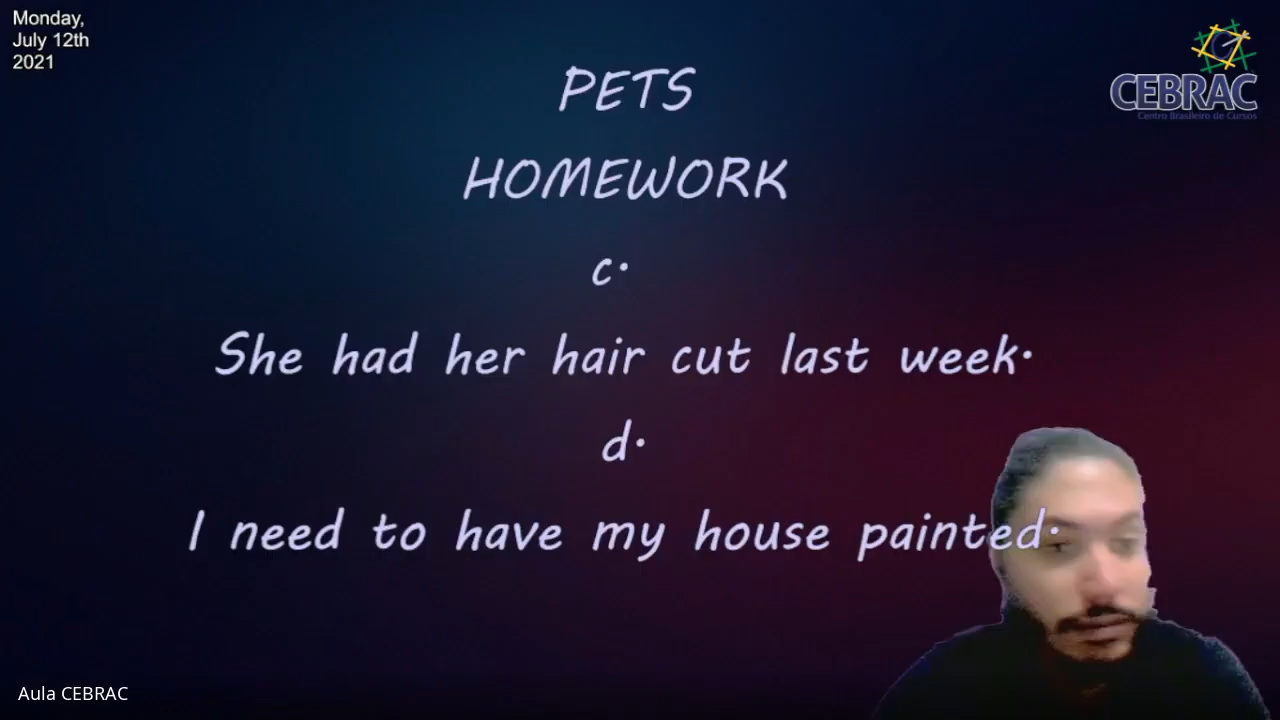 Monday,
July 12th
2021
CEBRAC
Centro Brasileiro de Cursos
PETS
HOMEWORK
c.
She had her hair cut last week.
d.
I need to have my house painted.
Aula CEBRAC